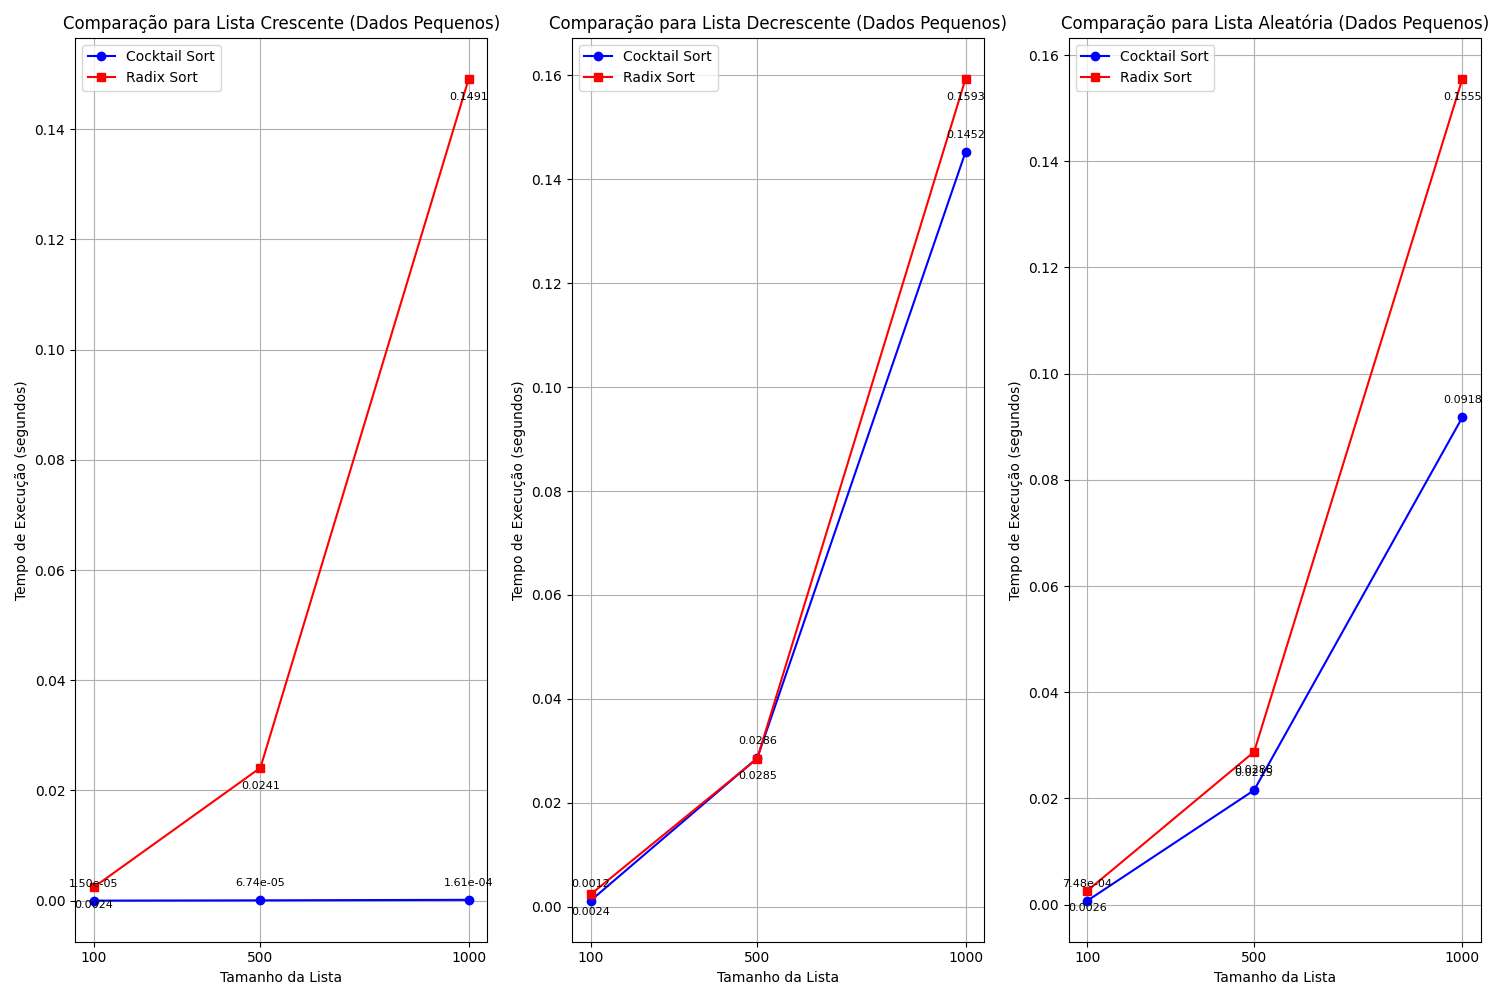 Comparação para Lista Crescente (Dados Pequenos)
Cocktail Sort
Radix Sort
0.14
0.12
0.10
0.08
0.06
0.04
0.02
0.00
Tempo de Execução (segundos)
0.1491
0.0241
1.50e-05
0.0024
6.74e-05
1.61e-04
100
500
1000
Tamanho da Lista
Comparação para Lista Decrescente (Dados Pequenos)
Cocktail Sort
Radix Sort
0.16
0.14
0.12
0.10
0.08
0.06
0.04
0.02
0.00
Tempo de Execução (segundos)
0.1593
0.1452
0.0286
0.0285
0.0012
0.0024
100
500
1000
Tamanho da Lista
Comparação para Lista Aleatória (Dados Pequenos)
Cocktail Sort
Radix Sort
0.16
0.14
0.12
0.10
0.08
0.06
0.04
0.02
0.00
Tempo de Execução (segundos)
0.1555
0.0918
7.48e-04
0.0026
100
500
1000
Tamanho da Lista